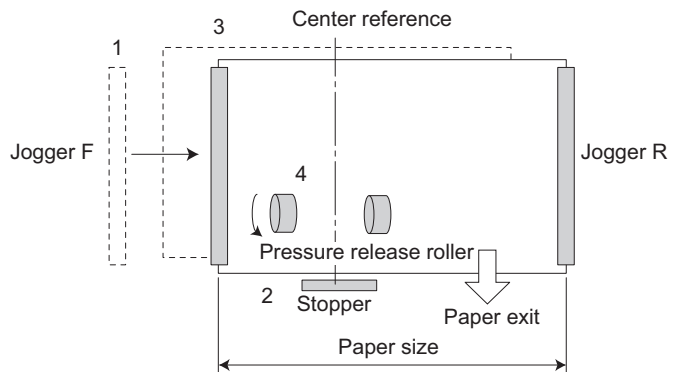 Center reference
3
1
Jogger F
Jogger R
4
Pressure release roller
2
Stopper
Paper exit
Paper size